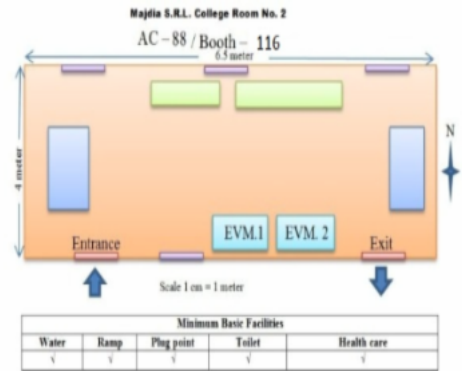 Majdia S.R.L. College Room No. 2
AC – 88 / Booth – 116
6.5 meter
4 meter
N
EVM.1
EVM. 2
Entrance
Exit
Scale 1 cm = 1 meter
Minimum Basic Facilities
Water Ramp Plug point Toilet Health care
√ √ √ √ √